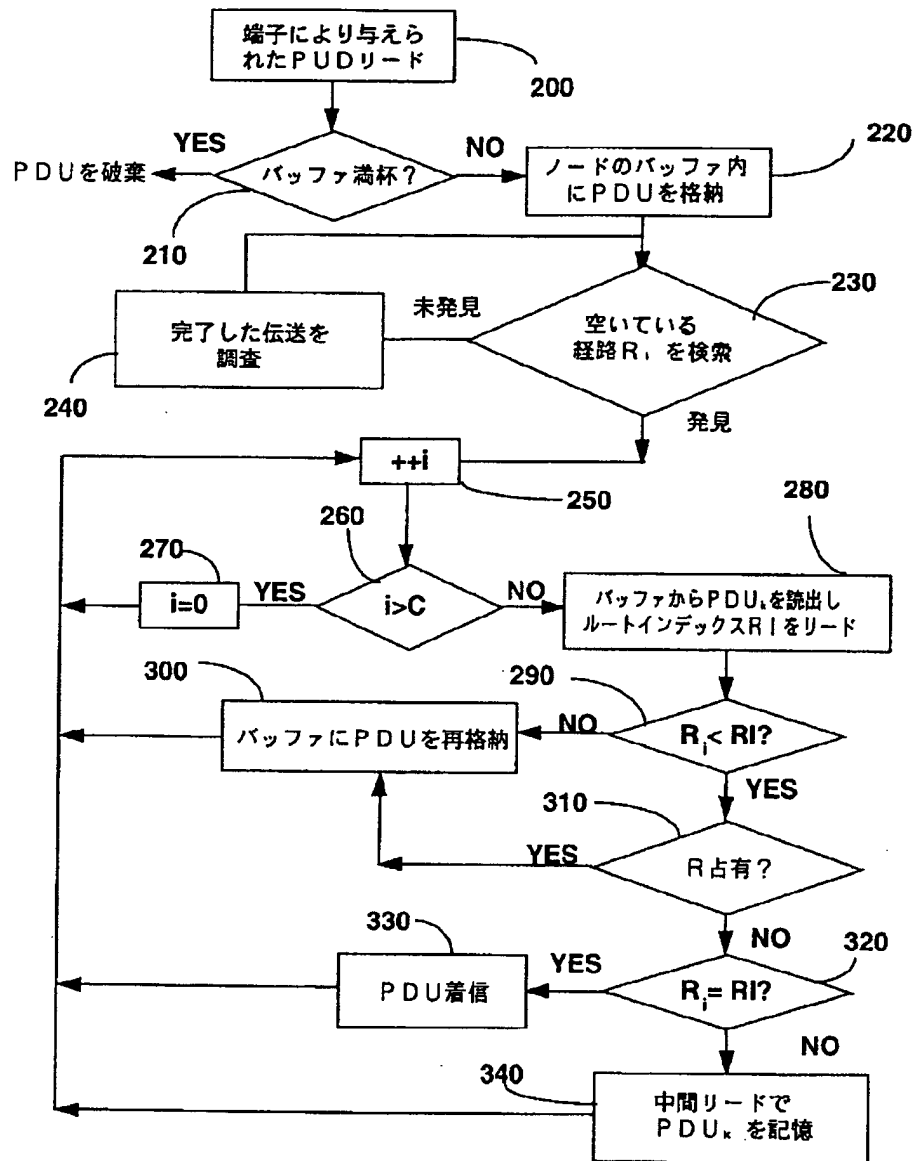 端子により与えら
れたPUDリード
200
YES
NO
PDUを破棄
バッファ満杯?
210
ノードのバッファ内
にPDUを格納
220
未発見
空いている
経路Riを検索
230
完了した伝送を
調査
240
発見
++i
250
260
270
i=0
YES
i>C
NO
280
バッファからPDUkを読出し
ルートインデックスRIをリード
300
290
バッファにPDUを再格納
NO
Ri< RI?
YES
310
YES
R占有?
NO
330
320
PDU着信
YES
Ri= RI?
NO
340
中間リードで
PDUkを記憶